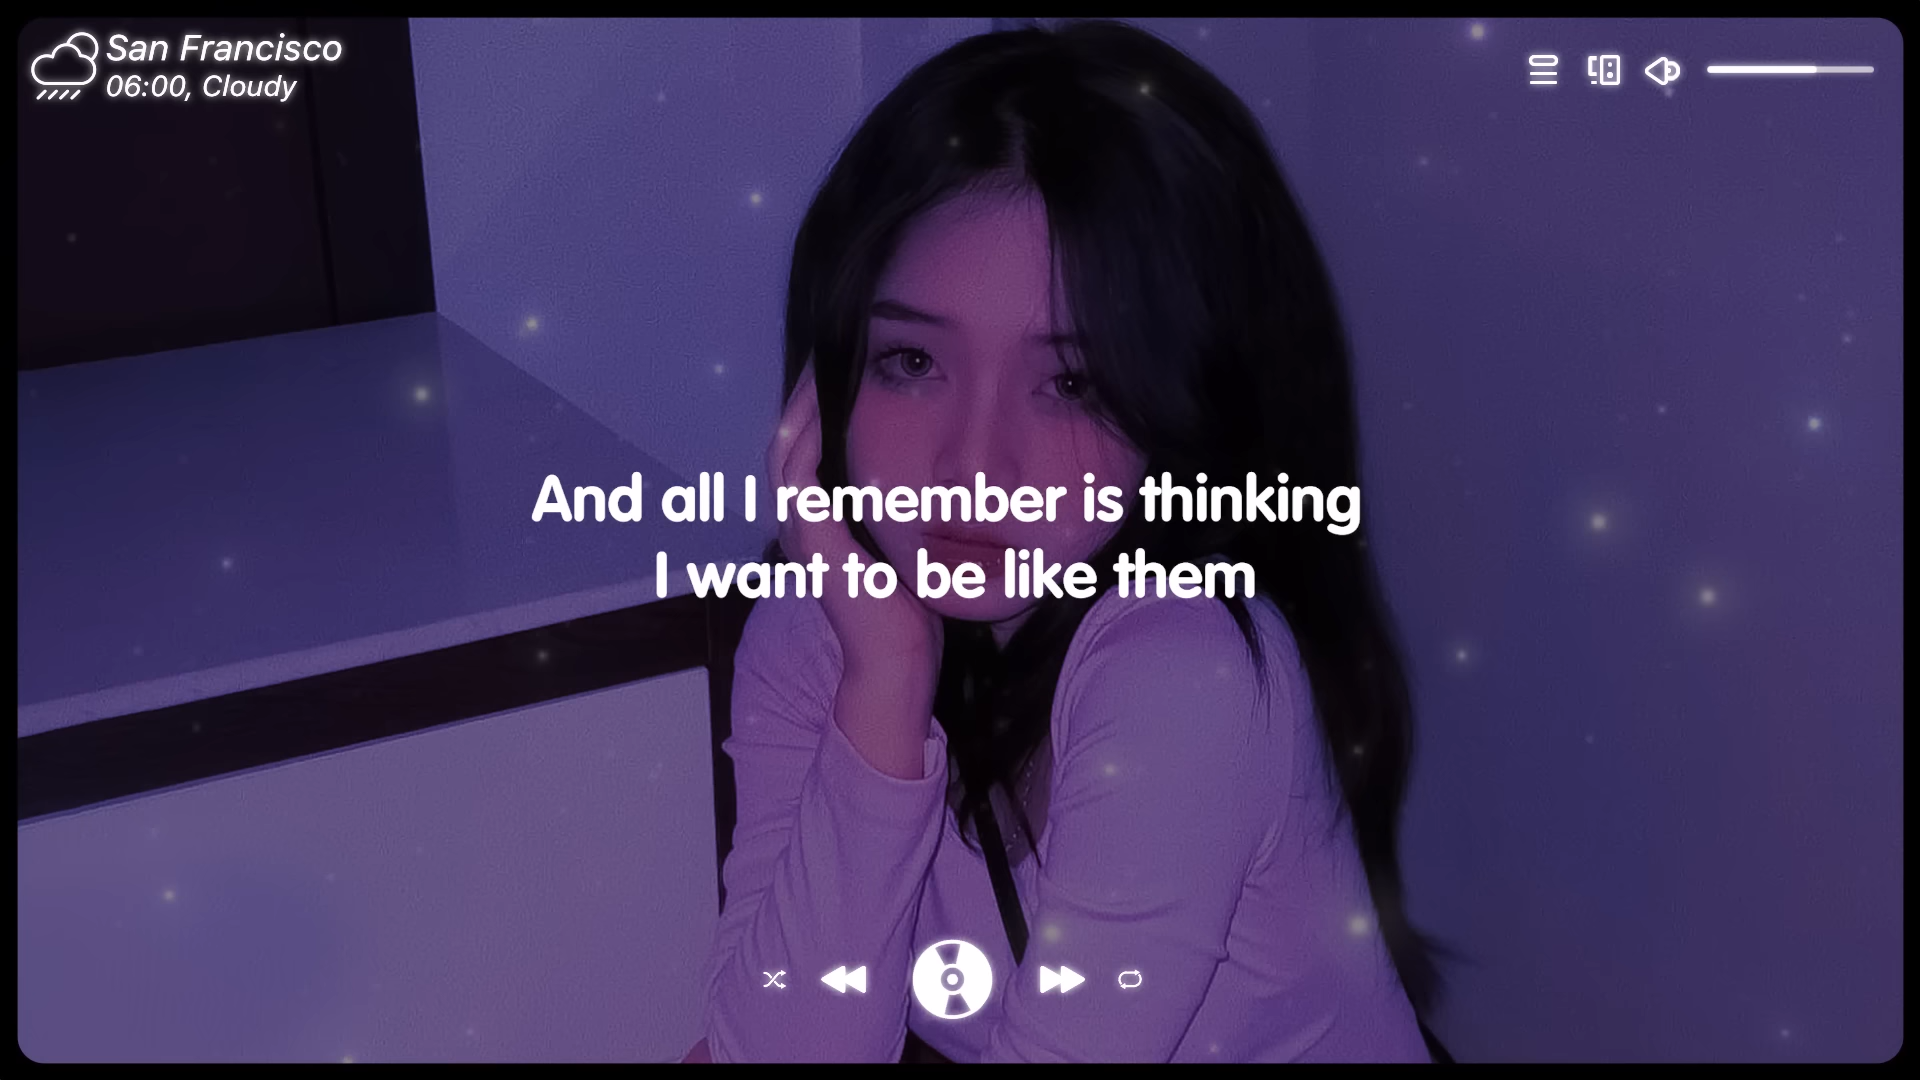 San Francisco
06:00, Cloudy
And all I remember is thinking
I want to be like them